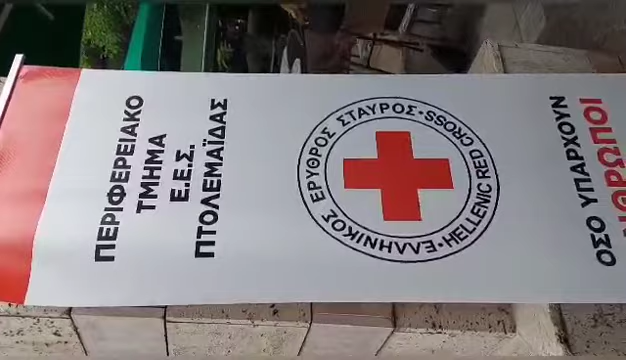 ΠΕΡΙΦΕΡΕΙΑΚΟ
ΤΜΗΜΑ
Ε.Ε.Σ.
ΠΤΟΛΕΜΑΪΔΑΣ
ΕΛΛΗΝΙΚΟΣ ΕΡΥΘΡΟΣ ΣΤΑΥΡΟΣ • HELLENIC RED CROSS •
ΟΣΟ ΥΠΑΡΧΟΥΝ